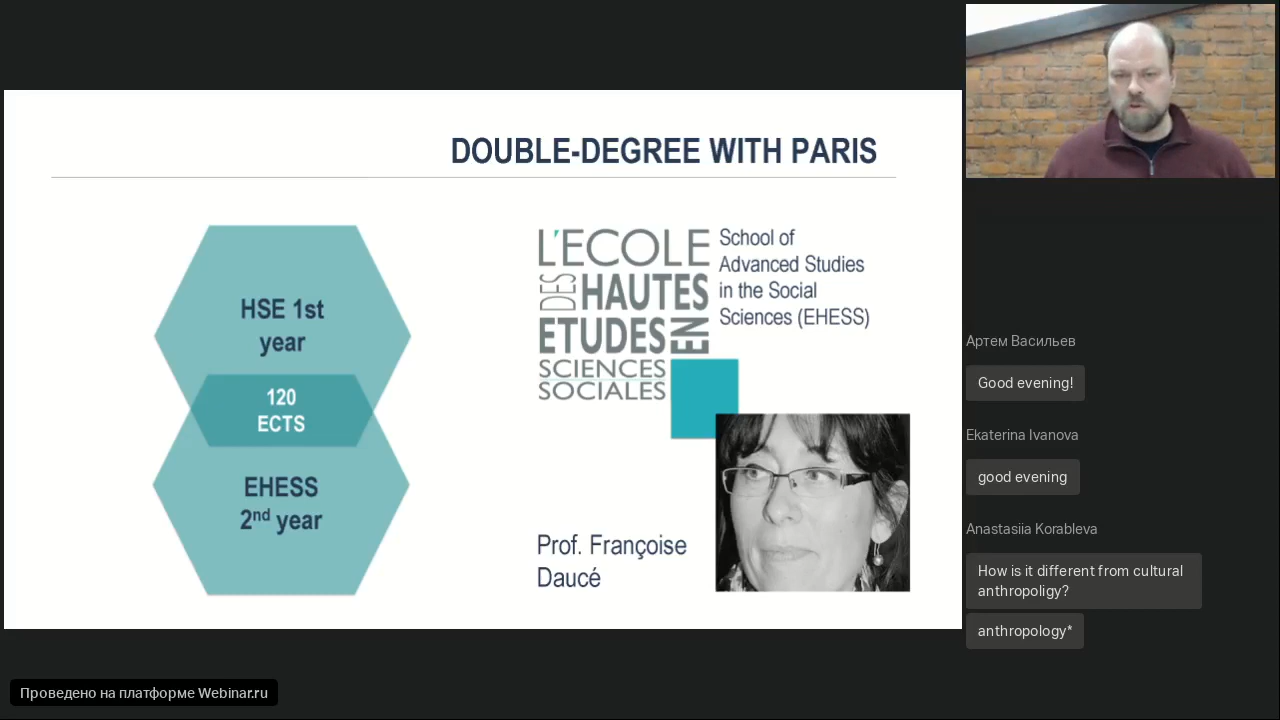 DOUBLE-DEGREE WITH PARIS
HSE 1st
year
120
ECTS
EHESS
2nd year
L'ECOLE
DES HAUTES
ETUDES EN
SCIENCES
SOCIALES
School of
Advanced Studies
in the Social
Sciences (EHESS)
Prof. Françoise
Daucé
Артем Васильев
Good evening!
Ekaterina Ivanova
good evening
Anastasiia Korableva
How is it different from cultural
anthropoligy?
anthropology*
Проведено на платформе Webinar.ru